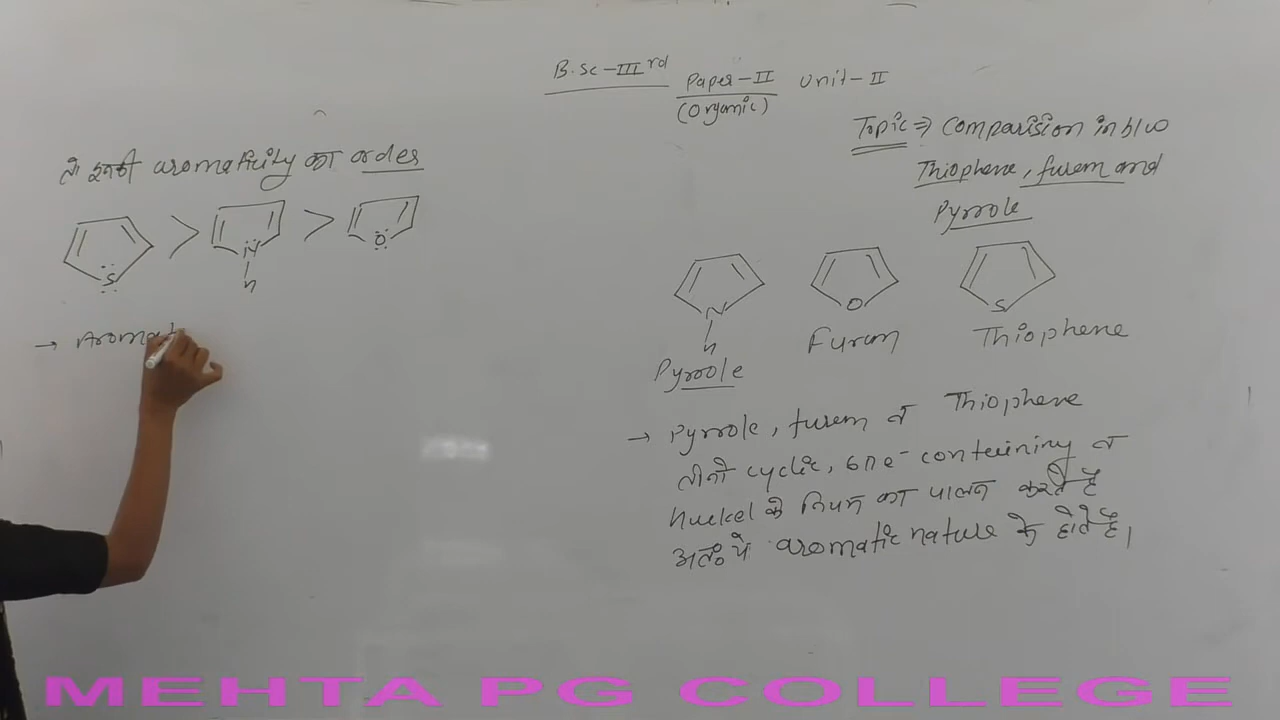 B.Sc-IIIrd Paper-II Unit-II
(Organic)
Topic ⇒ Comparision in b/w
Thiophene, furan and
Pyrrole
N
H
Pyrrole
O
Furan
S
Thiophene
→ Pyrrole, furan व Thiophene
तीनो cyclic, 6πe- containing व
Huckel के नियम का पालन करते है
अतः ये aromatic nature के होते है।
aromaticity का order
S > N > O
H
→ Aromat
MEHTA PG COLLEGE